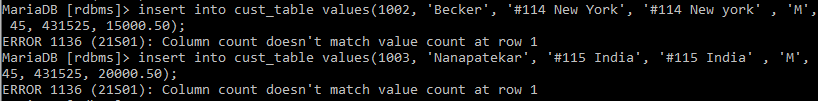 MariaDB [rdbms]> insert into cust_table values(1002, 'Becker', '#114 New York', '#114 New york' , 'M',
 45, 431525, 15000.50);
ERROR 1136 (21S01): Column count doesn't match value count at row 1
MariaDB [rdbms]> insert into cust_table values(1003, 'Nanapatekar', '#115 India', '#115 India' , 'M',
45, 431525, 20000.50);
ERROR 1136 (21S01): Column count doesn't match value count at row 1